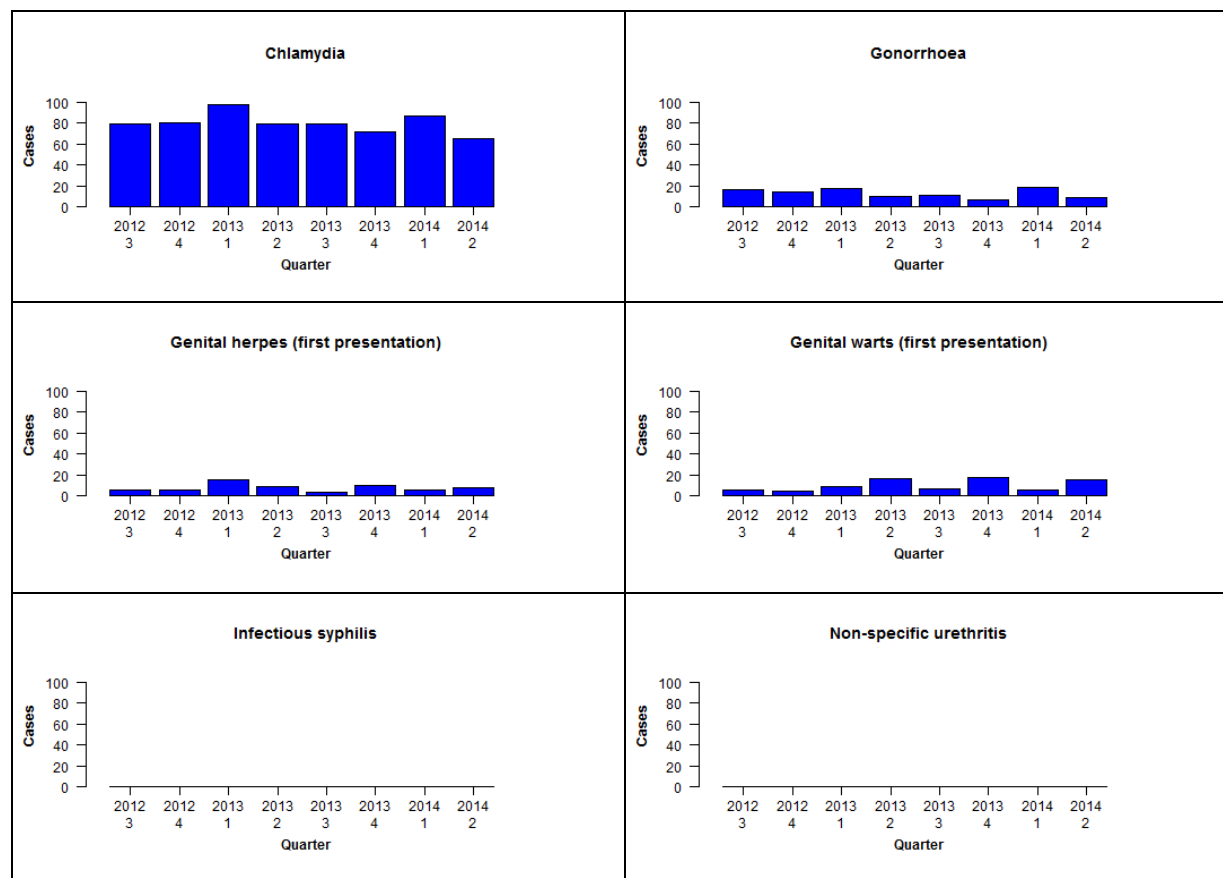 Chlamydia
Cases
100
80
60
40
20
0
2012 2012 2013 2013 2013 2013 2014 2014
3 4 1 2 3 4 1 2
Quarter
Gonorrhoea
Cases
100
80
60
40
20
0
2012 2012 2013 2013 2013 2013 2014 2014
3 4 1 2 3 4 1 2
Quarter
Genital herpes (first presentation)
Cases
100
80
60
40
20
0
2012 2012 2013 2013 2013 2013 2014 2014
3 4 1 2 3 4 1 2
Quarter
Genital warts (first presentation)
Cases
100
80
60
40
20
0
2012 2012 2013 2013 2013 2013 2014 2014
3 4 1 2 3 4 1 2
Quarter
Infectious syphilis
Cases
100
80
60
40
20
0
2012 2012 2013 2013 2013 2013 2014 2014
3 4 1 2 3 4 1 2
Quarter
Non-specific urethritis
Cases
100
80
60
40
20
0
2012 2012 2013 2013 2013 2013 2014 2014
3 4 1 2 3 4 1 2
Quarter